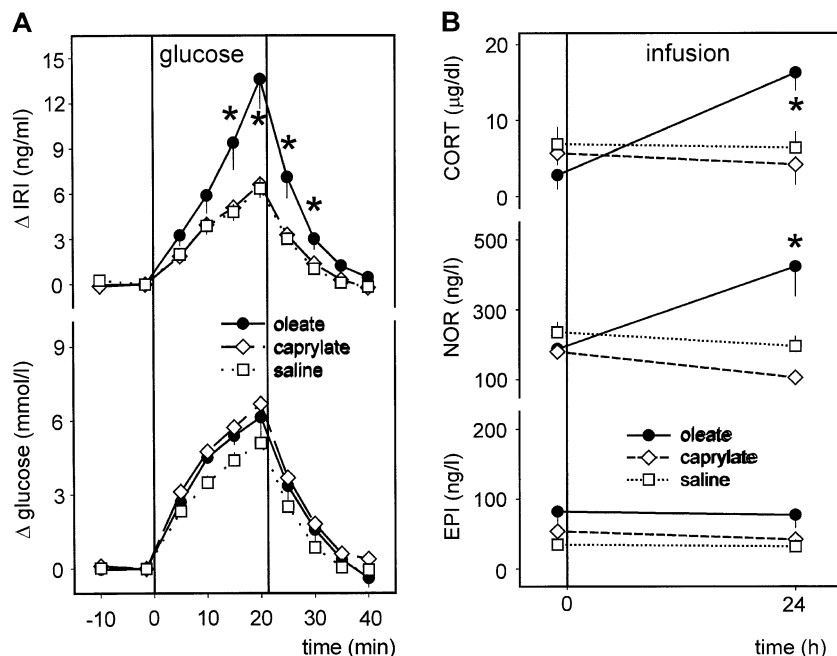 A
glucose
15
12
9
6
3
0
Δ IRI (ng/ml)
*
*
*
*
oleate
caprylate
saline
9
6
3
0
Δ glucose (mmol/l)
-10 0 10 20 30 40
time (min)
B
infusion
20
10
0
CORT (μg/dl)
*
500
300
100
NOR (ng/l)
*
oleate
caprylate
saline
200
100
0
EPI (ng/l)
0 24
time (h)